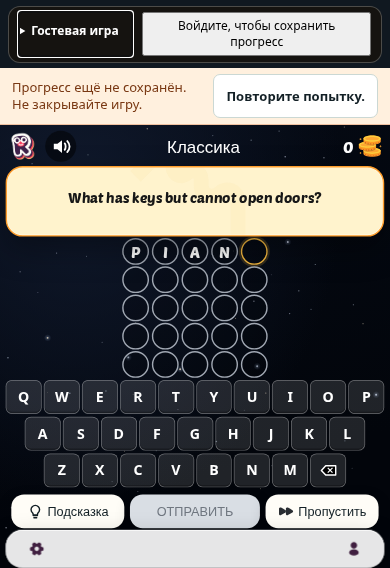 Гостевая игра
Войдите, чтобы сохранить
прогресс
Прогресс ещё не сохранён.
Не закрывайте игру.
Повторите попытку.
Классика
0
What has keys but cannot open doors?
P I A N
Q W E R T Y U I O P
A S D F G H J K L
Z X C V B N M
Подсказка
ОТПРАВИТЬ
Пропустить